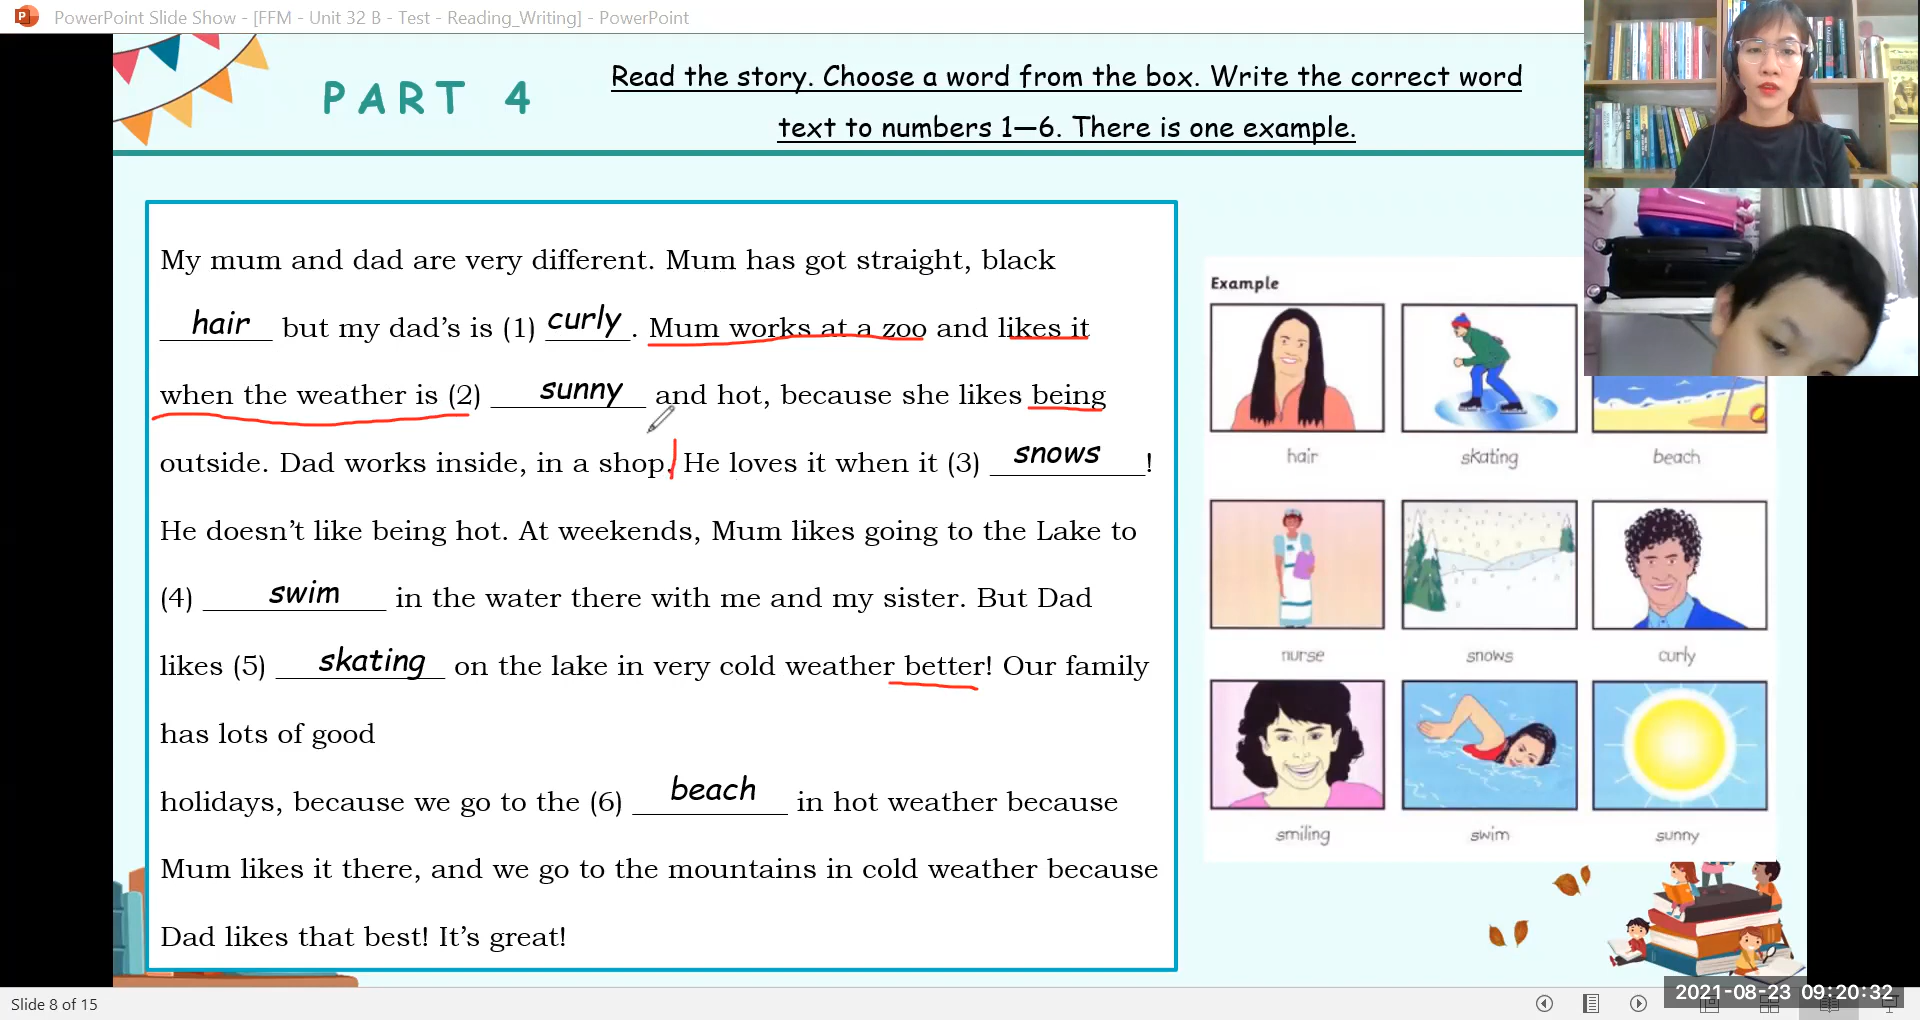 PowerPoint Slide Show - [FFM - Unit 32 B - Test - Reading_Writing] - PowerPoint
PART 4
Read the story. Choose a word from the box. Write the correct word
text to numbers 1—6. There is one example.
My mum and dad are very different. Mum has got straight, black
hair but my dad's is (1) curly. Mum works at a zoo and likes it
when the weather is (2) sunny and hot, because she likes being
outside. Dad works inside, in a shop. He loves it when it (3) snows!
He doesn't like being hot. At weekends, Mum likes going to the Lake to
(4) swim in the water there with me and my sister. But Dad
likes (5) skating on the lake in very cold weather better! Our family
has lots of good
holidays, because we go to the (6) beach in hot weather because
Mum likes it there, and we go to the mountains in cold weather because
Dad likes that best! It's great!
Example
hair skating beach
nurse snows curly
smiling swim sunny
Slide 8 of 15
2021-08-23 09:20:32